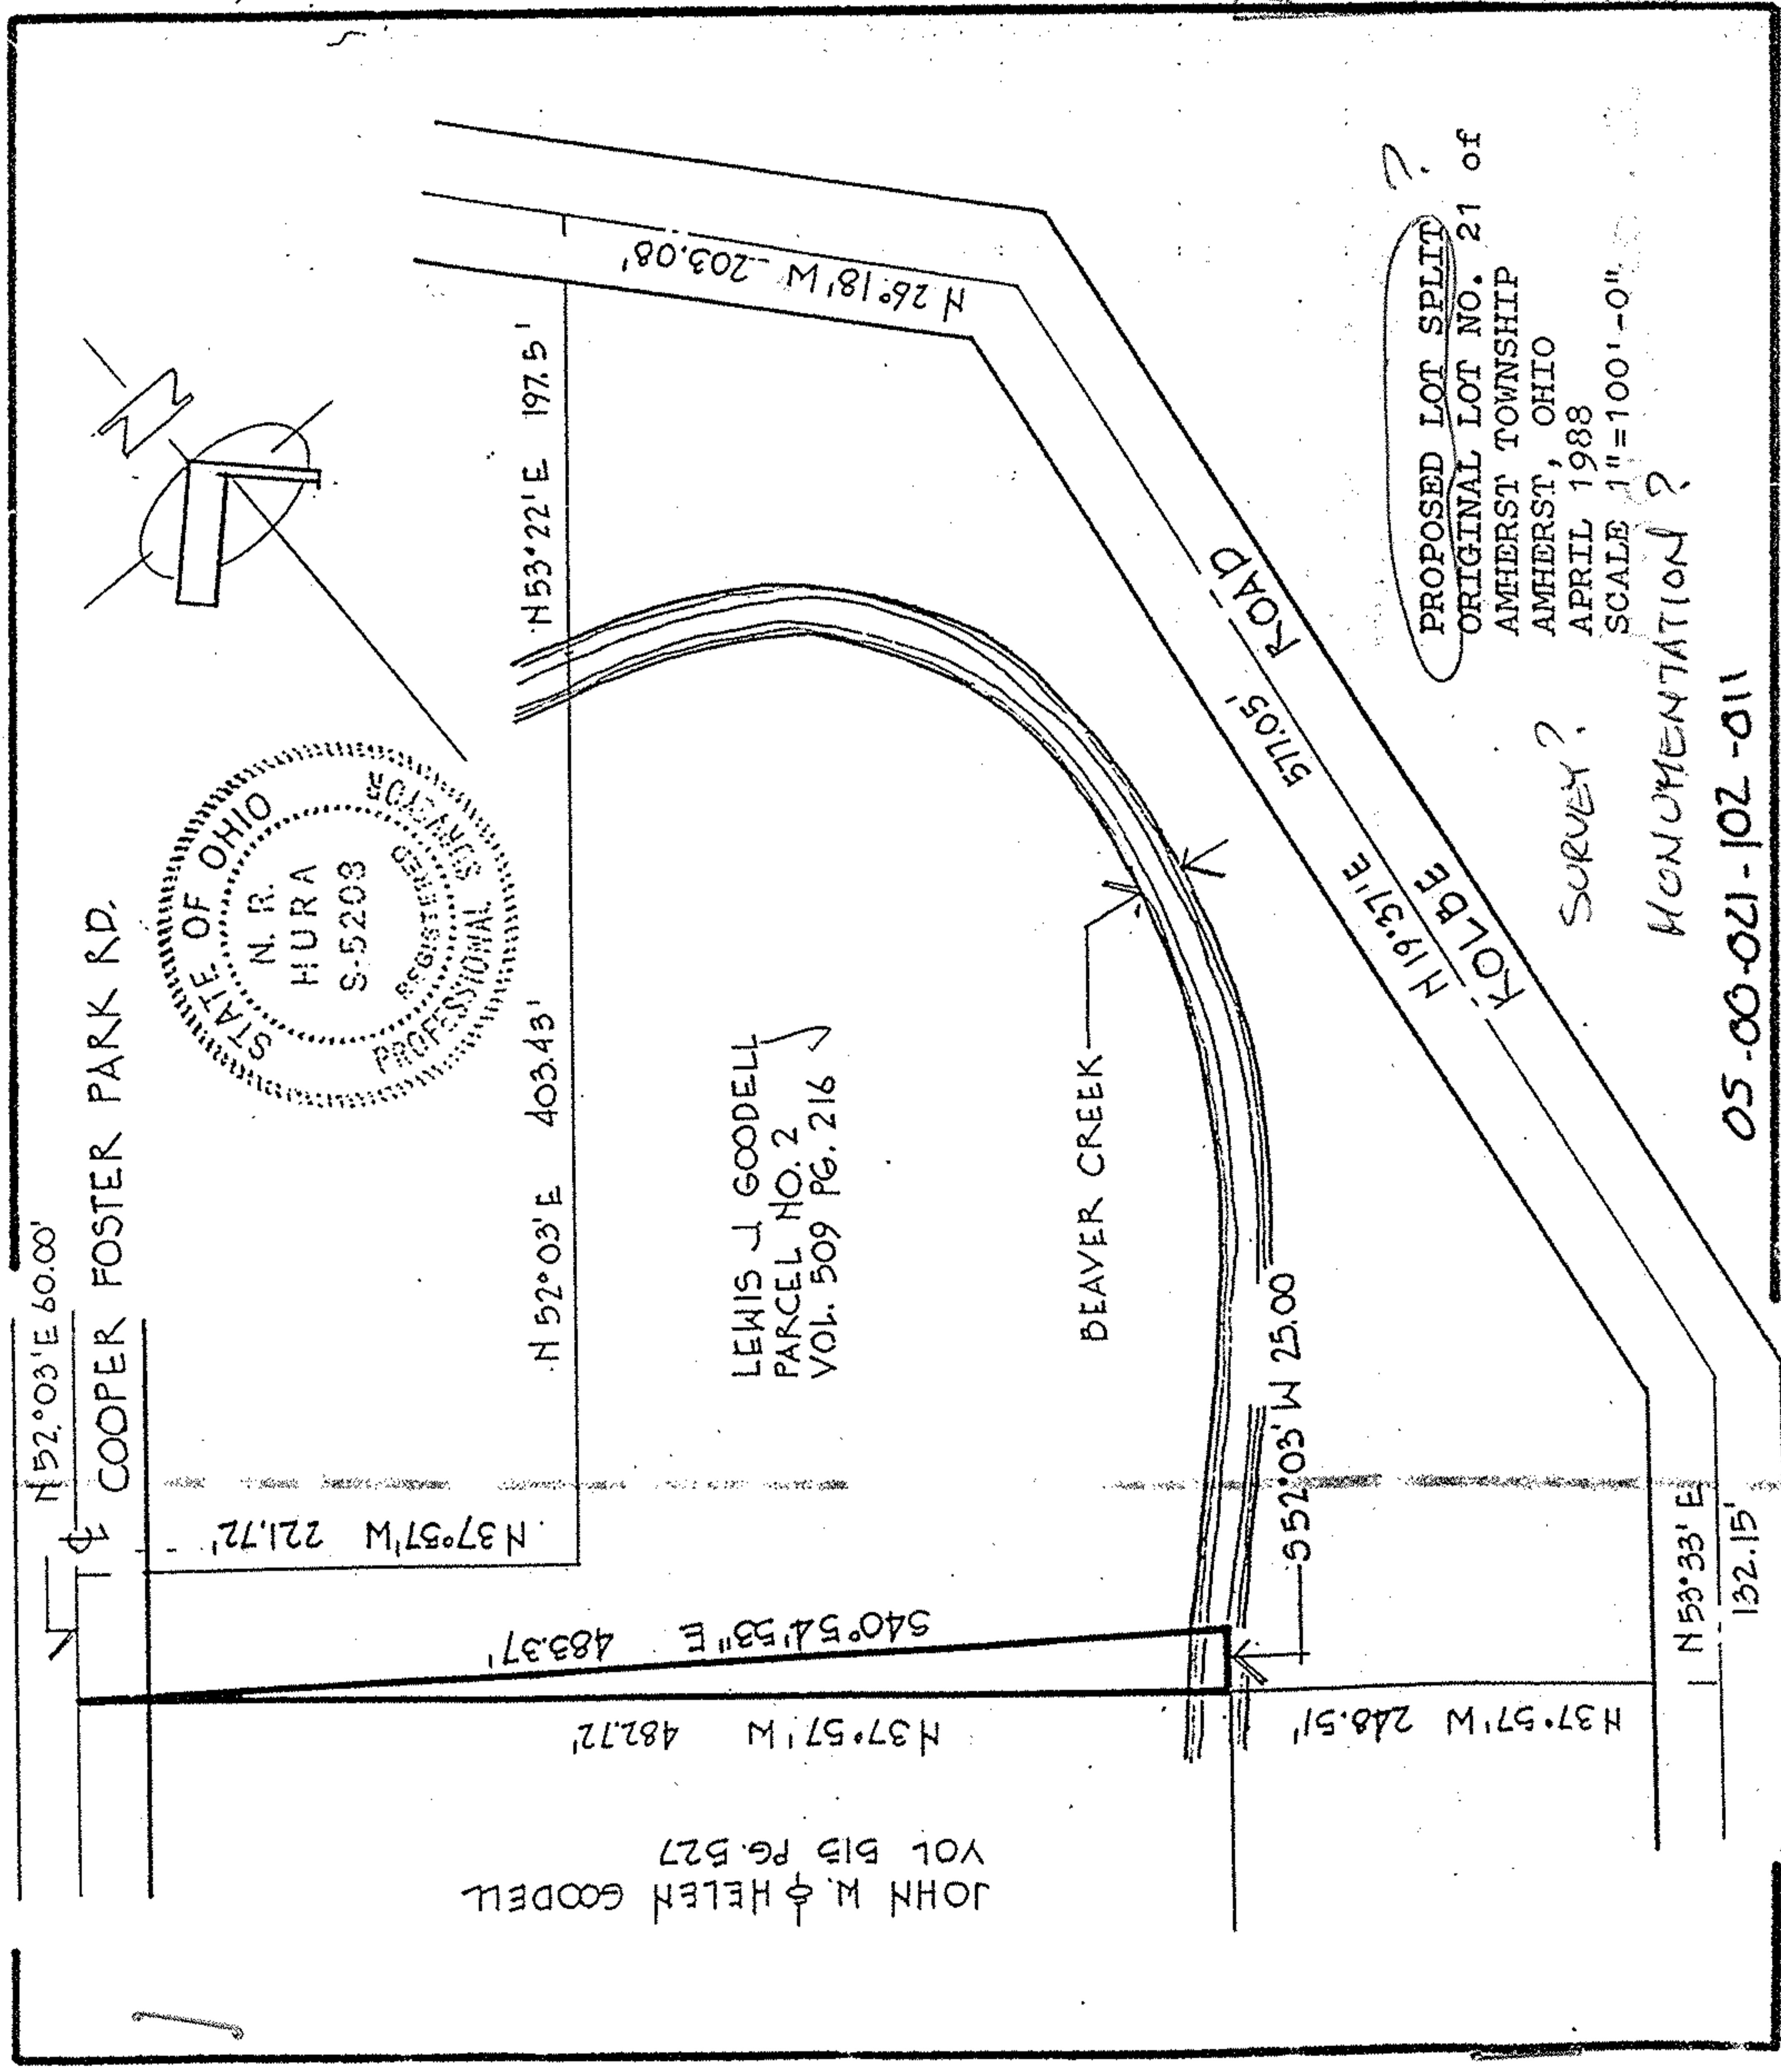 N 52°03'E 60.00'
℄
COOPER FOSTER PARK RD.
STATE OF OHIO
N. R.
HURA
S-5203
REGISTERED
PROFESSIONAL SURVEYOR
N
N 37°57'W 221.72'
N 52°03'E 403.43'
N 53°22'E 197.5'
N 26°18'W 203.08'
S40°54'53"E 483.37'
N 37°57'W 482.72'
LEWIS J GOODELL
PARCEL NO. 2
VOL. 509 PG. 216
BEAVER CREEK
S52°03'W 25.00
N 37°57'W 248.51'
JOHN W. & HELEN GOODELL
VOL 515 PG. 527
N 19°37'E 577.05'
KOLBE ROAD
N 53°33' E
132.15'
PROPOSED LOT SPLIT ?
ORIGINAL LOT NO. 21 of
AMHERST TOWNSHIP
AMHERST, OHIO
APRIL 1988
SCALE 1"=100'-0"
SURVEY ?
MONUMENTATION ?
05-00-021-102-011